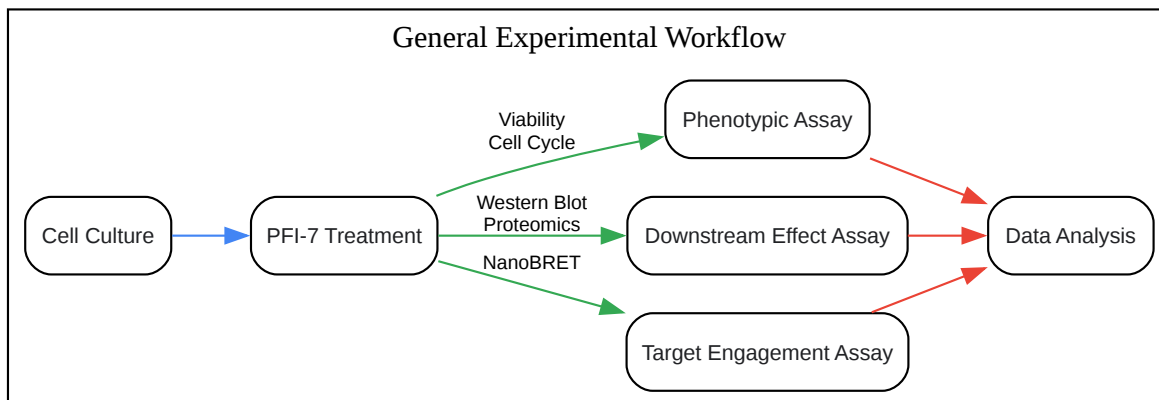 General Experimental Workflow
Viability
Cell Cycle
Phenotypic Assay
Cell Culture
PFI-7 Treatment
Western Blot
Proteomics
Downstream Effect Assay
Data Analysis
NanoBRET
Target Engagement Assay